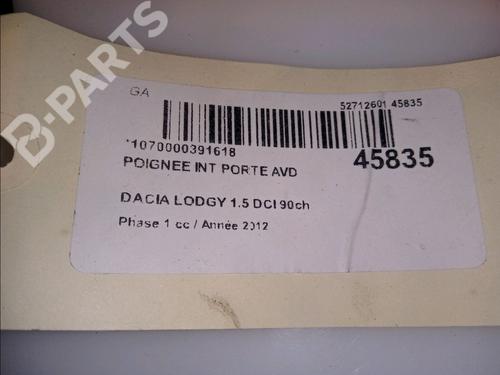 B-PARTS
GA
52712601 45835
*1070000391618
45835
POIGNEE INT PORTE AVD
DACIA LODGY 1.5 DCI 90ch
Phase 1 cc / Année 2012